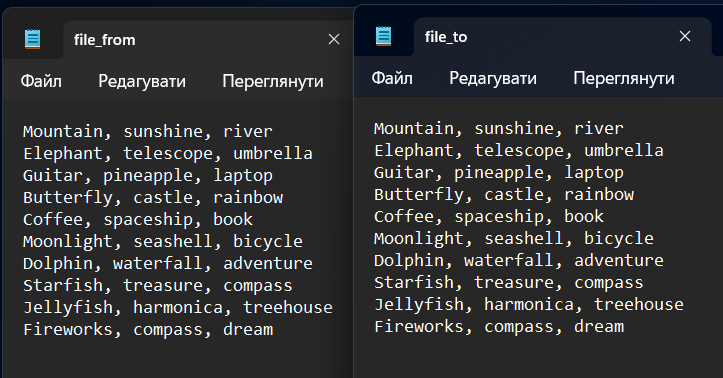 file_from
Файл Редагувати Переглянути
Mountain, sunshine, river
Elephant, telescope, umbrella
Guitar, pineapple, laptop
Butterfly, castle, rainbow
Coffee, spaceship, book
Moonlight, seashell, bicycle
Dolphin, waterfall, adventure
Starfish, treasure, compass
Jellyfish, harmonica, treehouse
Fireworks, compass, dream
file_to
Файл Редагувати Переглянути
Mountain, sunshine, river
Elephant, telescope, umbrella
Guitar, pineapple, laptop
Butterfly, castle, rainbow
Coffee, spaceship, book
Moonlight, seashell, bicycle
Dolphin, waterfall, adventure
Starfish, treasure, compass
Jellyfish, harmonica, treehouse
Fireworks, compass, dream